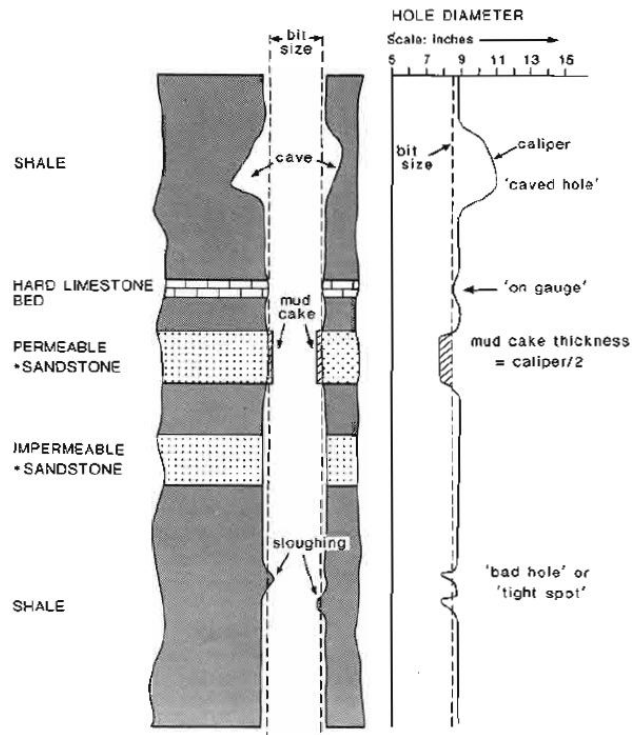 HOLE DIAMETER
Scale: inches
5 7 9 11 13 15
bit
size
SHALE
cave
bit
size
caliper
'caved hole'
HARD LIMESTONE
BED
mud
cake
'on gauge'
PERMEABLE
•SANDSTONE
mud cake thickness
= caliper/2
IMPERMEABLE
•SANDSTONE
sloughing
SHALE
'bad hole' or
'tight spot'